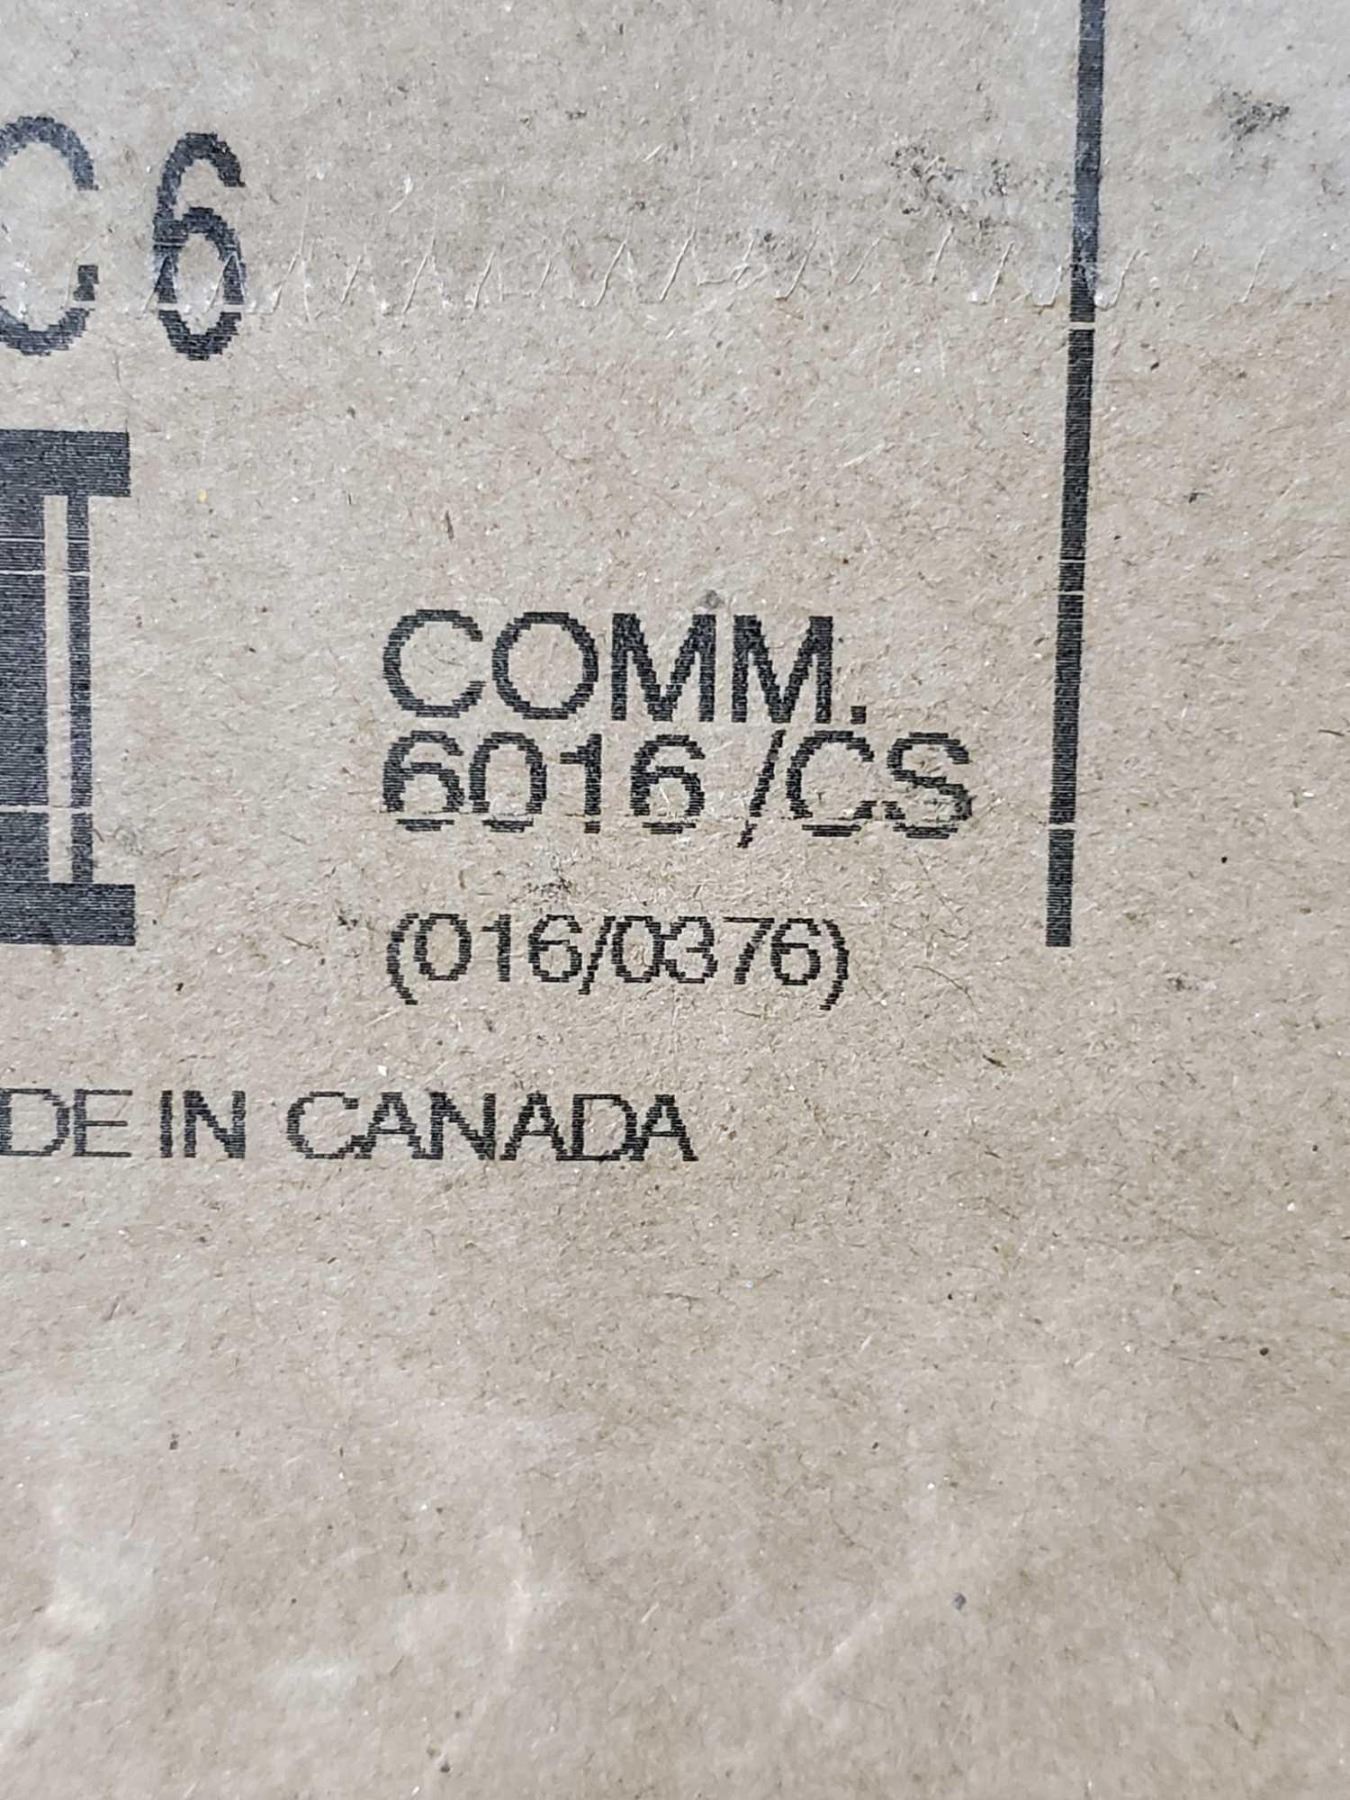 C6
COMM.
6016 /CS
(016/0376)
DE IN CANADA